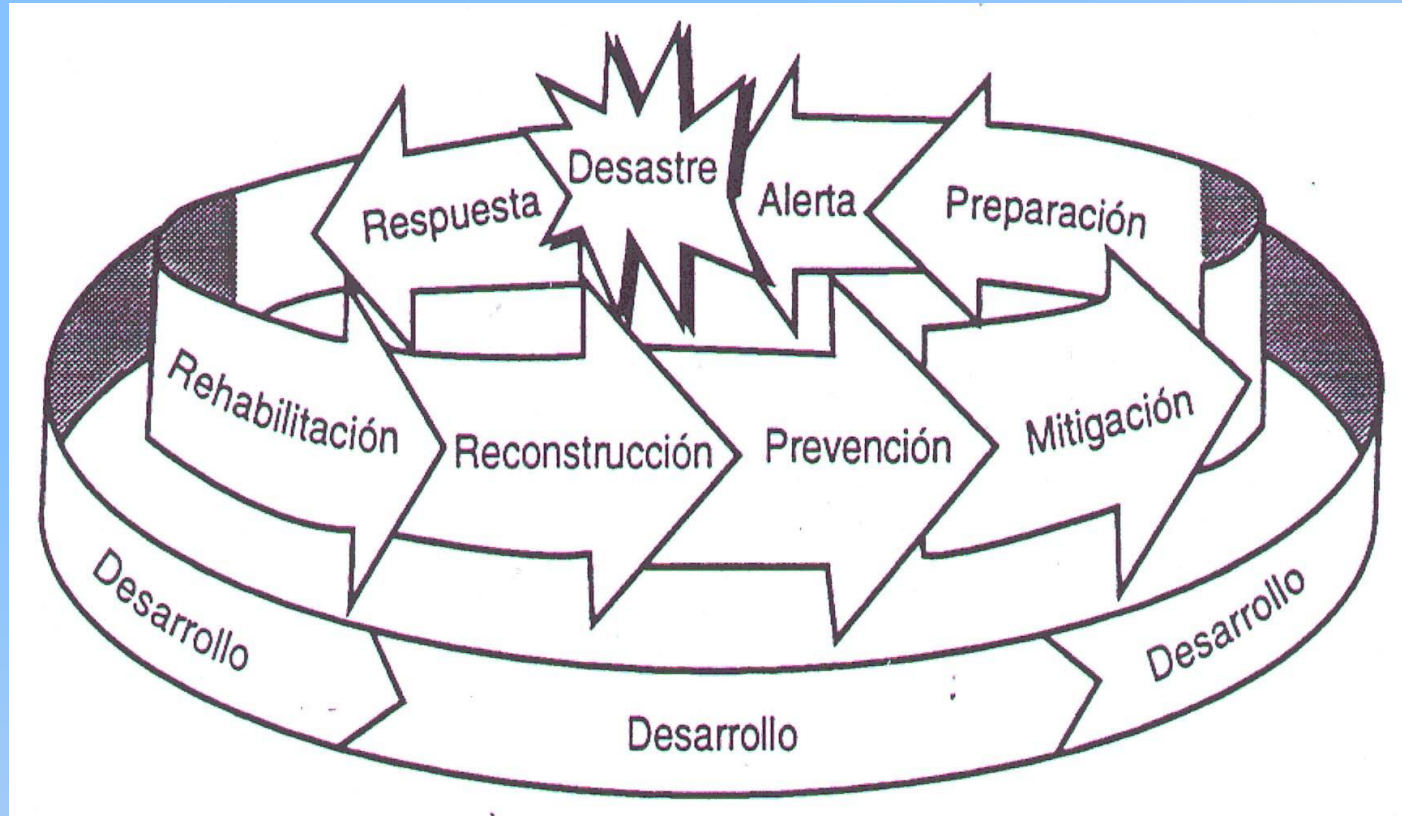 Desastre
Respuesta
Alerta
Preparación
Rehabilitación
Reconstrucción
Prevención
Mitigación
Desarrollo
Desarrollo
Desarrollo